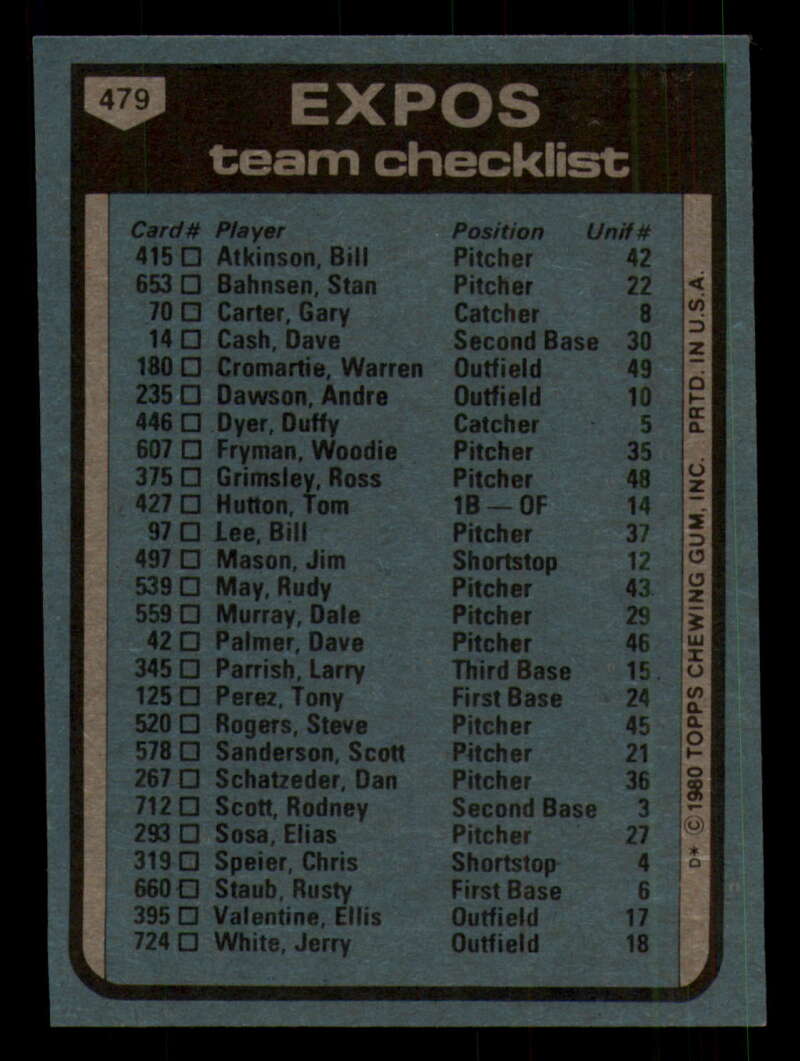 479
EXPOS
team checklist
Card# Player Position Unif#
415 □ Atkinson, Bill Pitcher 42
653 □ Bahnsen, Stan Pitcher 22
70 □ Carter, Gary Catcher 8
14 □ Cash, Dave Second Base 30
180 □ Cromartie, Warren Outfield 49
235 □ Dawson, Andre Outfield 10
446 □ Dyer, Duffy Catcher 5
607 □ Fryman, Woodie Pitcher 35
375 □ Grimsley, Ross Pitcher 48
427 □ Hutton, Tom 1B — OF 14
97 □ Lee, Bill Pitcher 37
497 □ Mason, Jim Shortstop 12
539 □ May, Rudy Pitcher 43
559 □ Murray, Dale Pitcher 29
42 □ Palmer, Dave Pitcher 46
345 □ Parrish, Larry Third Base 15
125 □ Perez, Tony First Base 24
520 □ Rogers, Steve Pitcher 45
578 □ Sanderson, Scott Pitcher 21
267 □ Schatzeder, Dan Pitcher 36
712 □ Scott, Rodney Second Base 3
293 □ Sosa, Elias Pitcher 27
319 □ Speier, Chris Shortstop 4
660 □ Staub, Rusty First Base 6
395 □ Valentine, Ellis Outfield 17
724 □ White, Jerry Outfield 18
D* © 1980 TOPPS CHEWING GUM, INC. PRTD. IN U.S.A.